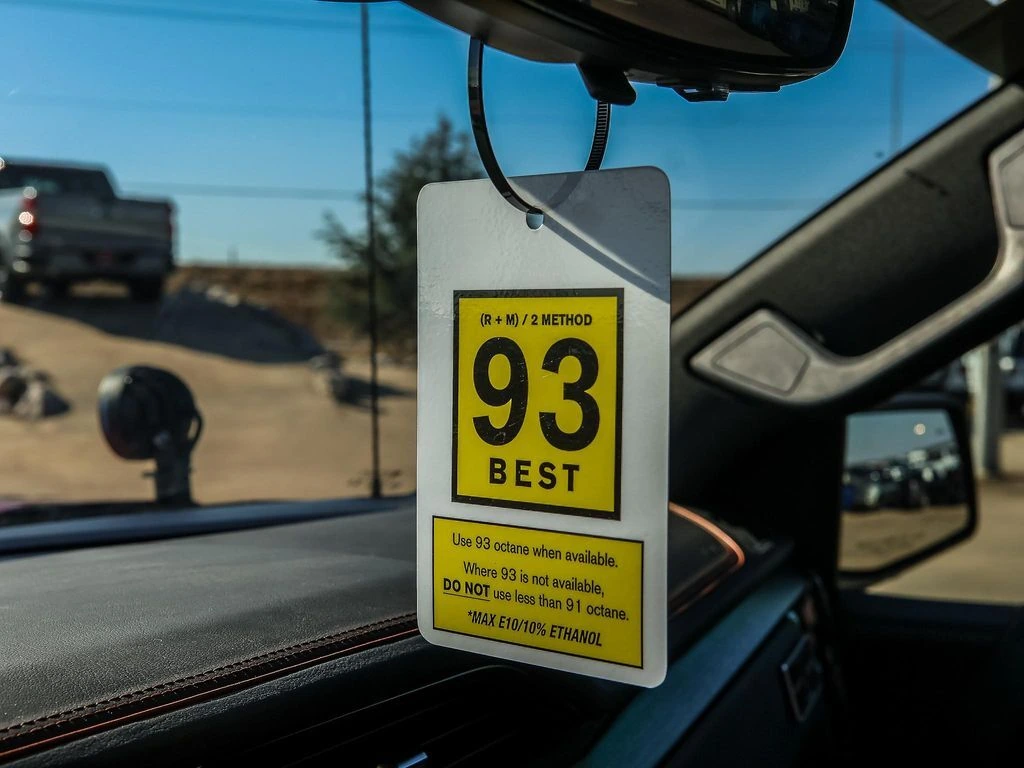 (R + M) / 2 METHOD
93
BEST
Use 93 octane when available.
Where 93 is not available,
DO NOT use less than 91 octane.
*MAX E10/10% ETHANOL